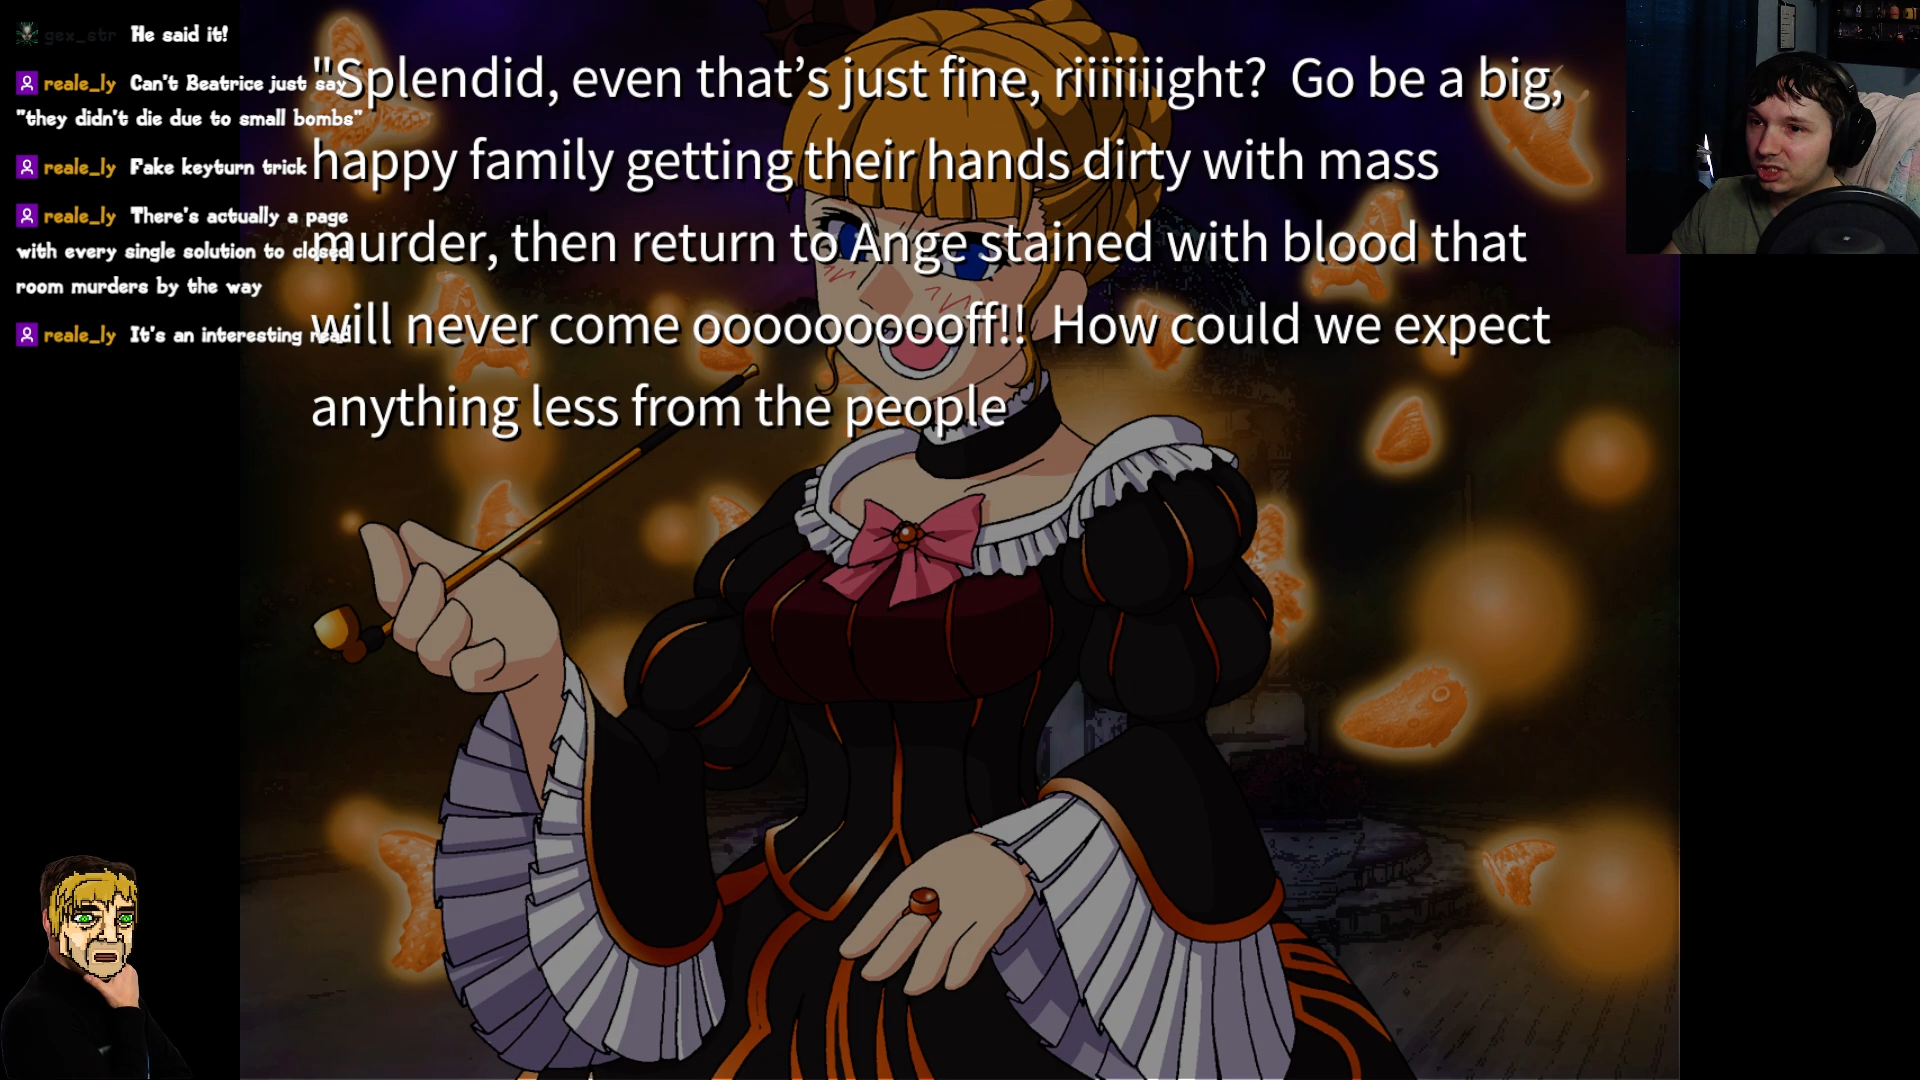 gex_str He said it!
reale_ly Can't Beatrice just say
"they didn't die due to small bombs"
reale_ly Fake keyturn trick
reale_ly There's actually a page
with every single solution to closed
room murders by the way
reale_ly It's an interesting read
"Splendid, even that’s just fine, riiiiiiight?  Go be a big,
happy family getting their hands dirty with mass
murder, then return to Ange stained with blood that
will never come ooooooooooff!!  How could we expect
anything less from the people